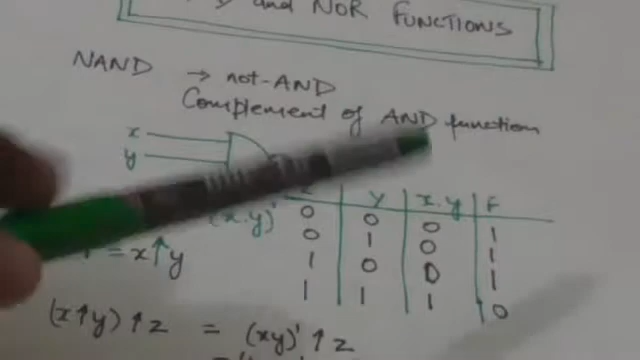 and NOR FUNCTIONS
NAND → not-AND
Complement of AND function
x
y
y x.y F
(x.y)'
0 0 0 1
0 1 0 1
1 0 0 1
1 1 1 0
= x↑y
(x↑y)↑z = (xy)'↑z